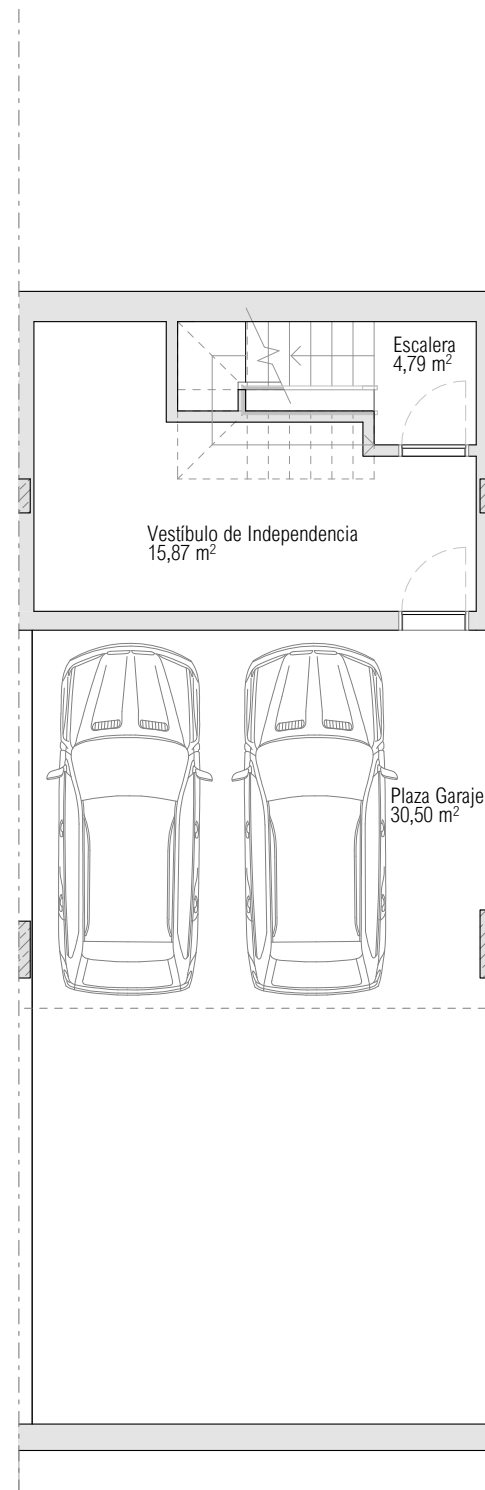 Escalera
4,79 m²
Vestíbulo de Independencia
15,87 m²
Plaza Garaje
30,50 m²